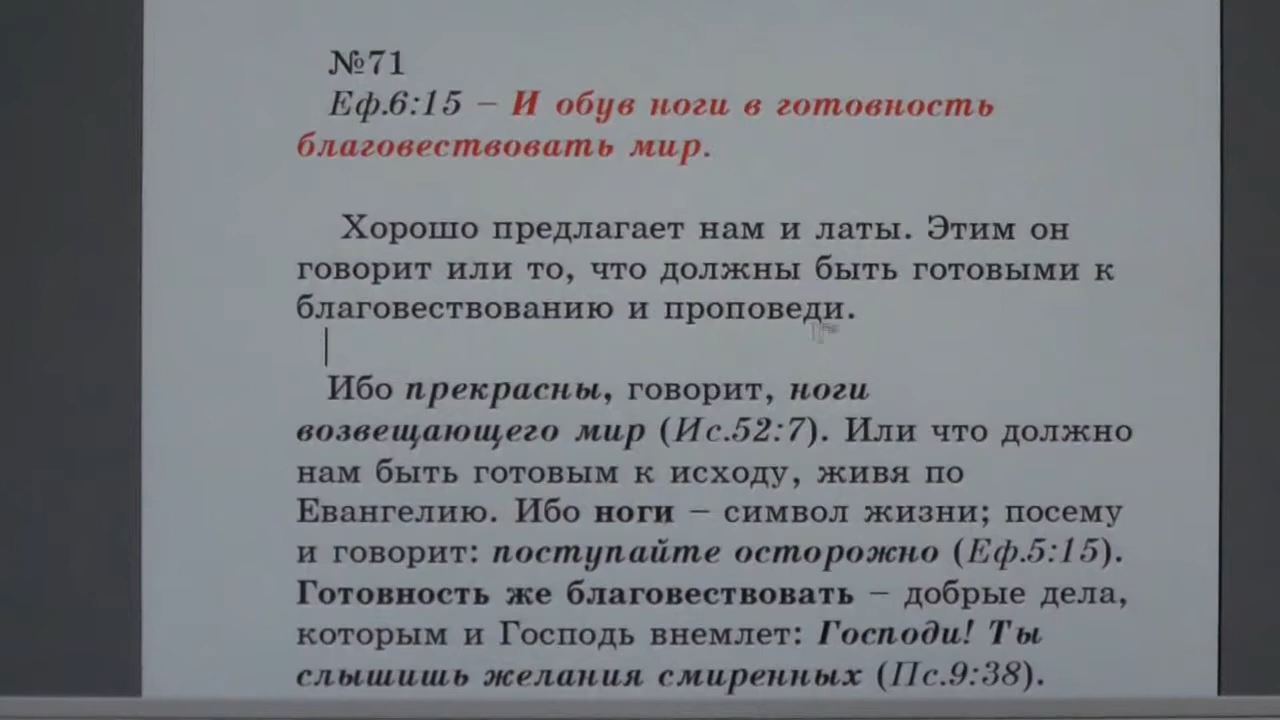 №71
Еф.6:15 – И обув ноги в готовность
благовествовать мир.
Хорошо предлагает нам и латы. Этим он
говорит или то, что должны быть готовыми к
благовествованию и проповеди.
Ибо прекрасны, говорит, ноги
возвещающего мир (Ис.52:7). Или что должно
нам быть готовым к исходу, живя по
Евангелию. Ибо ноги – символ жизни; посему
и говорит: поступайте осторожно (Еф.5:15).
Готовность же благовествовать – добрые дела,
которым и Господь внемлет: Господи! Ты
слышишь желания смиренных (Пс.9:38).